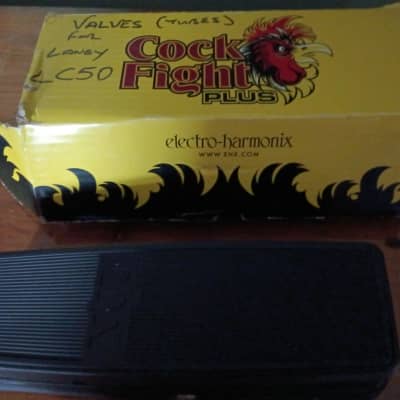 VALVES (TUBES)
FOR
LANEY
LC50
Cock
Fight
PLUS
electro-harmonix
WWW.EHX.COM